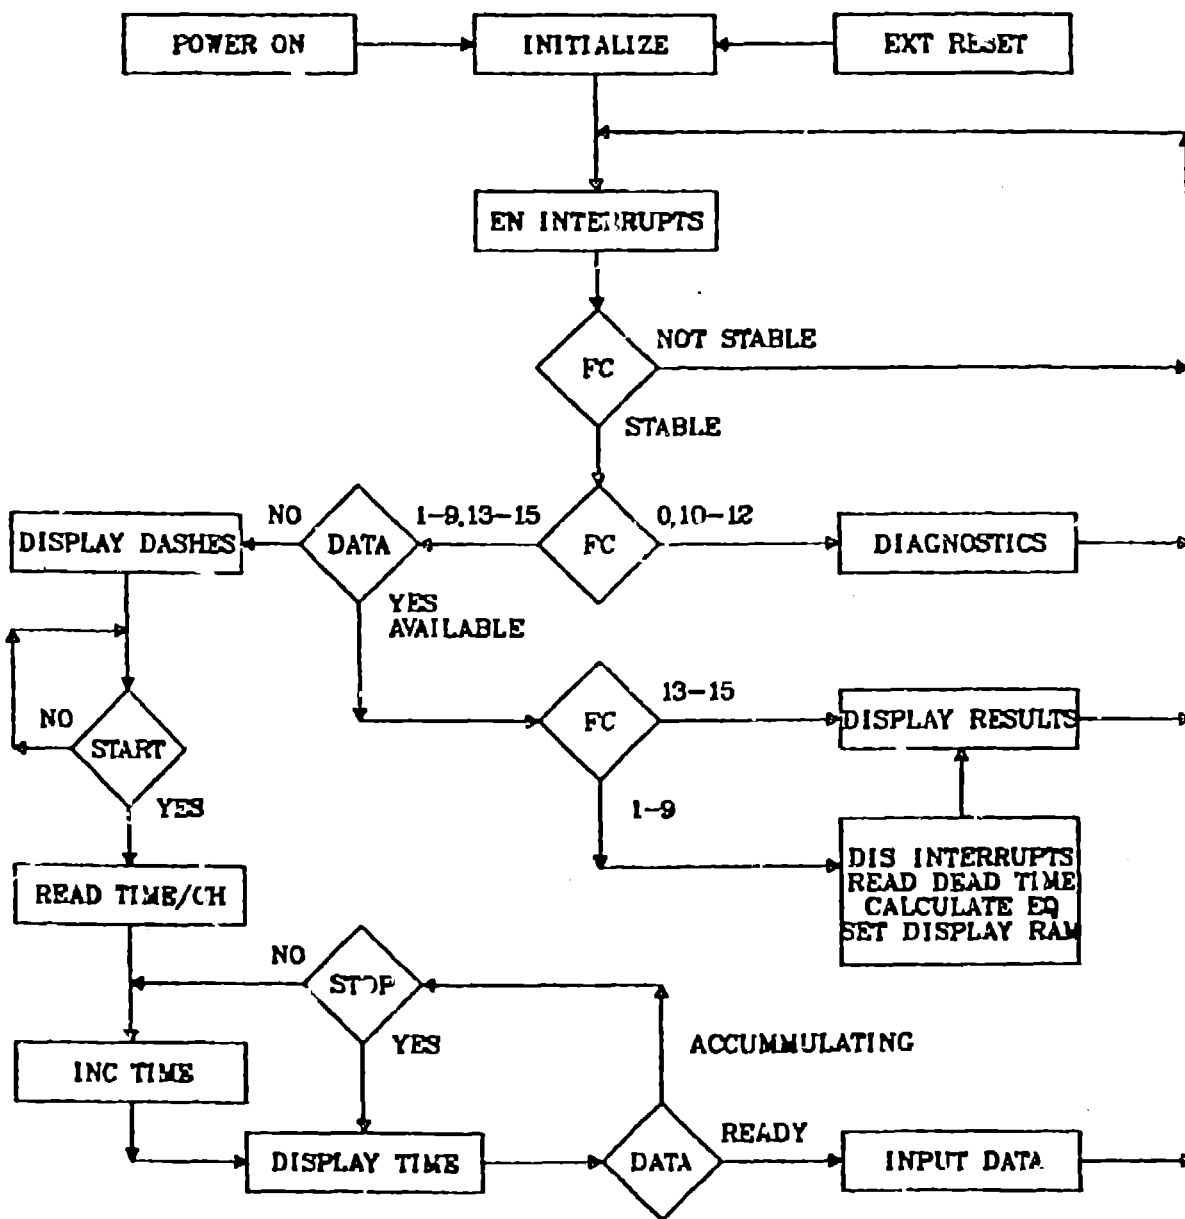 POWER ON
INITIALIZE
EXT RESET
EN INTERRUPTS
FC
NOT STABLE
STABLE
DISPLAY DASHES
NO
DATA
1-9,13-15
FC
0,10-12
DIAGNOSTICS
YES
AVAILABLE
NO
START
YES
FC
13-15
DISPLAY RESULTS
1-9
READ TIME/CH
DIS INTERRUPTS
READ DEAD TIME
CALCULATE EQ
SET DISPLAY RAM
NO
STOP
YES
ACCUMMULATING
INC TIME
DISPLAY TIME
DATA
READY
INPUT DATA